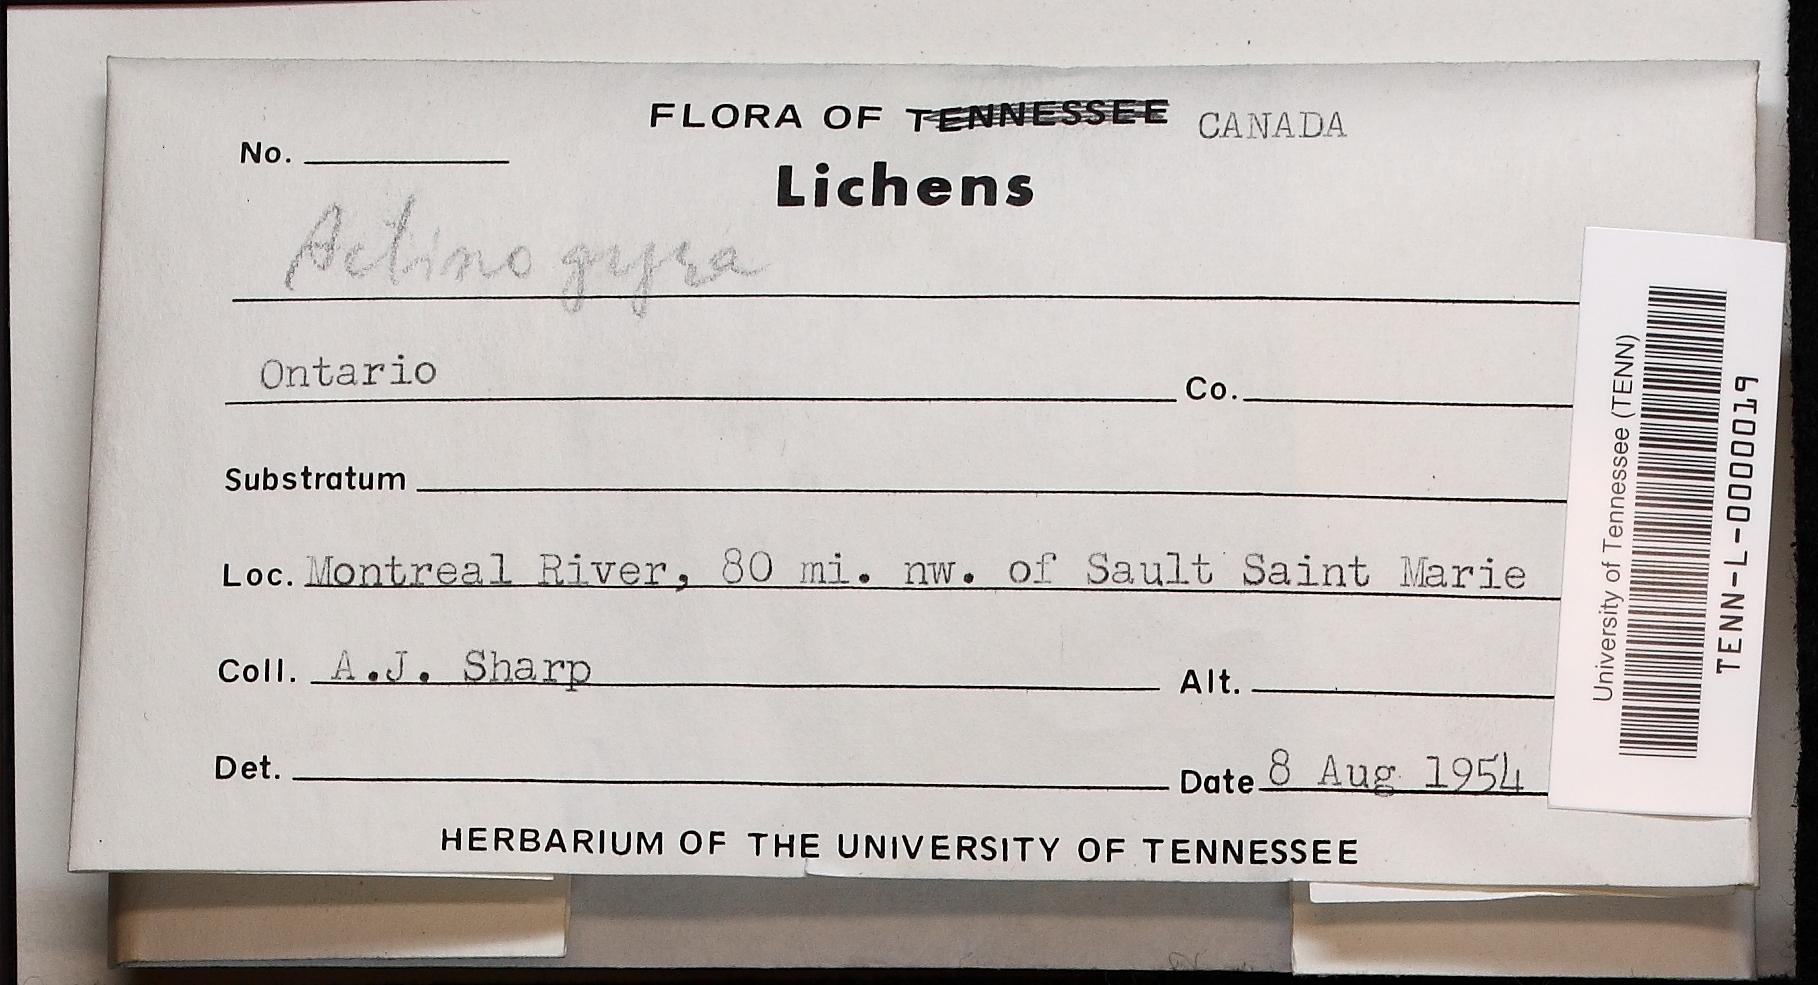 FLORA OF TENNESSEE CANADA
No.
Lichens
Actinogyra
Ontario Co.
Substratum
Loc. Montreal River, 80 mi. nw. of Sault Saint Marie
Coll. A.J. Sharp Alt.
Det. Date 8 Aug 1954
HERBARIUM OF THE UNIVERSITY OF TENNESSEE
University of Tennessee (TENN)
TENN-L-0000019